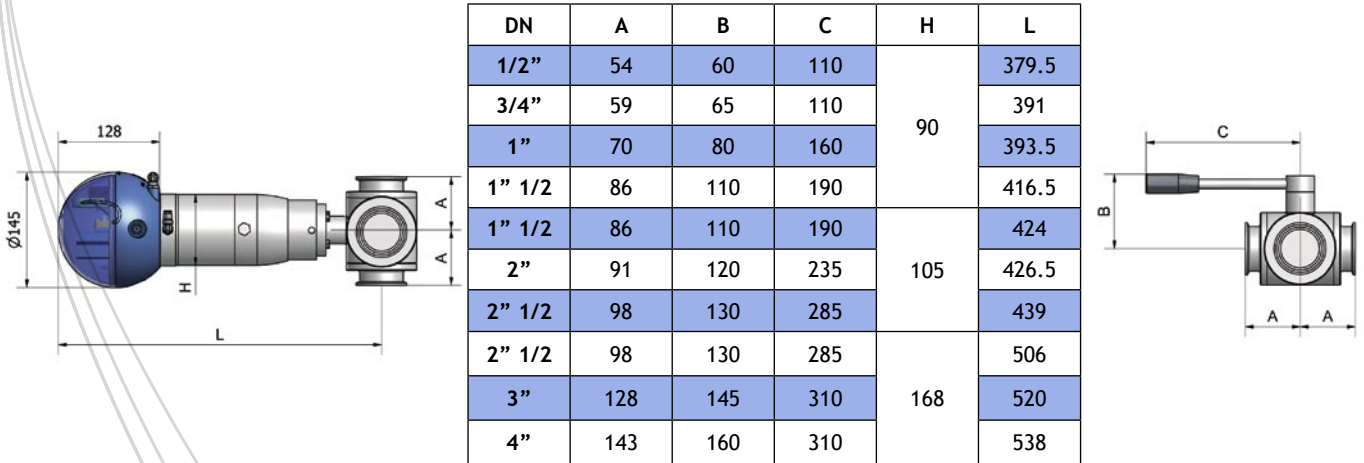 128
Ø145
H
L
A
A
DN A B C H L
1/2” 54 60 110 90 379.5
3/4” 59 65 110 391
1” 70 80 160 393.5
1” 1/2 86 110 190 416.5
1” 1/2 86 110 190 105 424
2” 91 120 235 426.5
2” 1/2 98 130 285 439
2” 1/2 98 130 285 168 506
3” 128 145 310 520
4” 143 160 310 538
C
B
A A